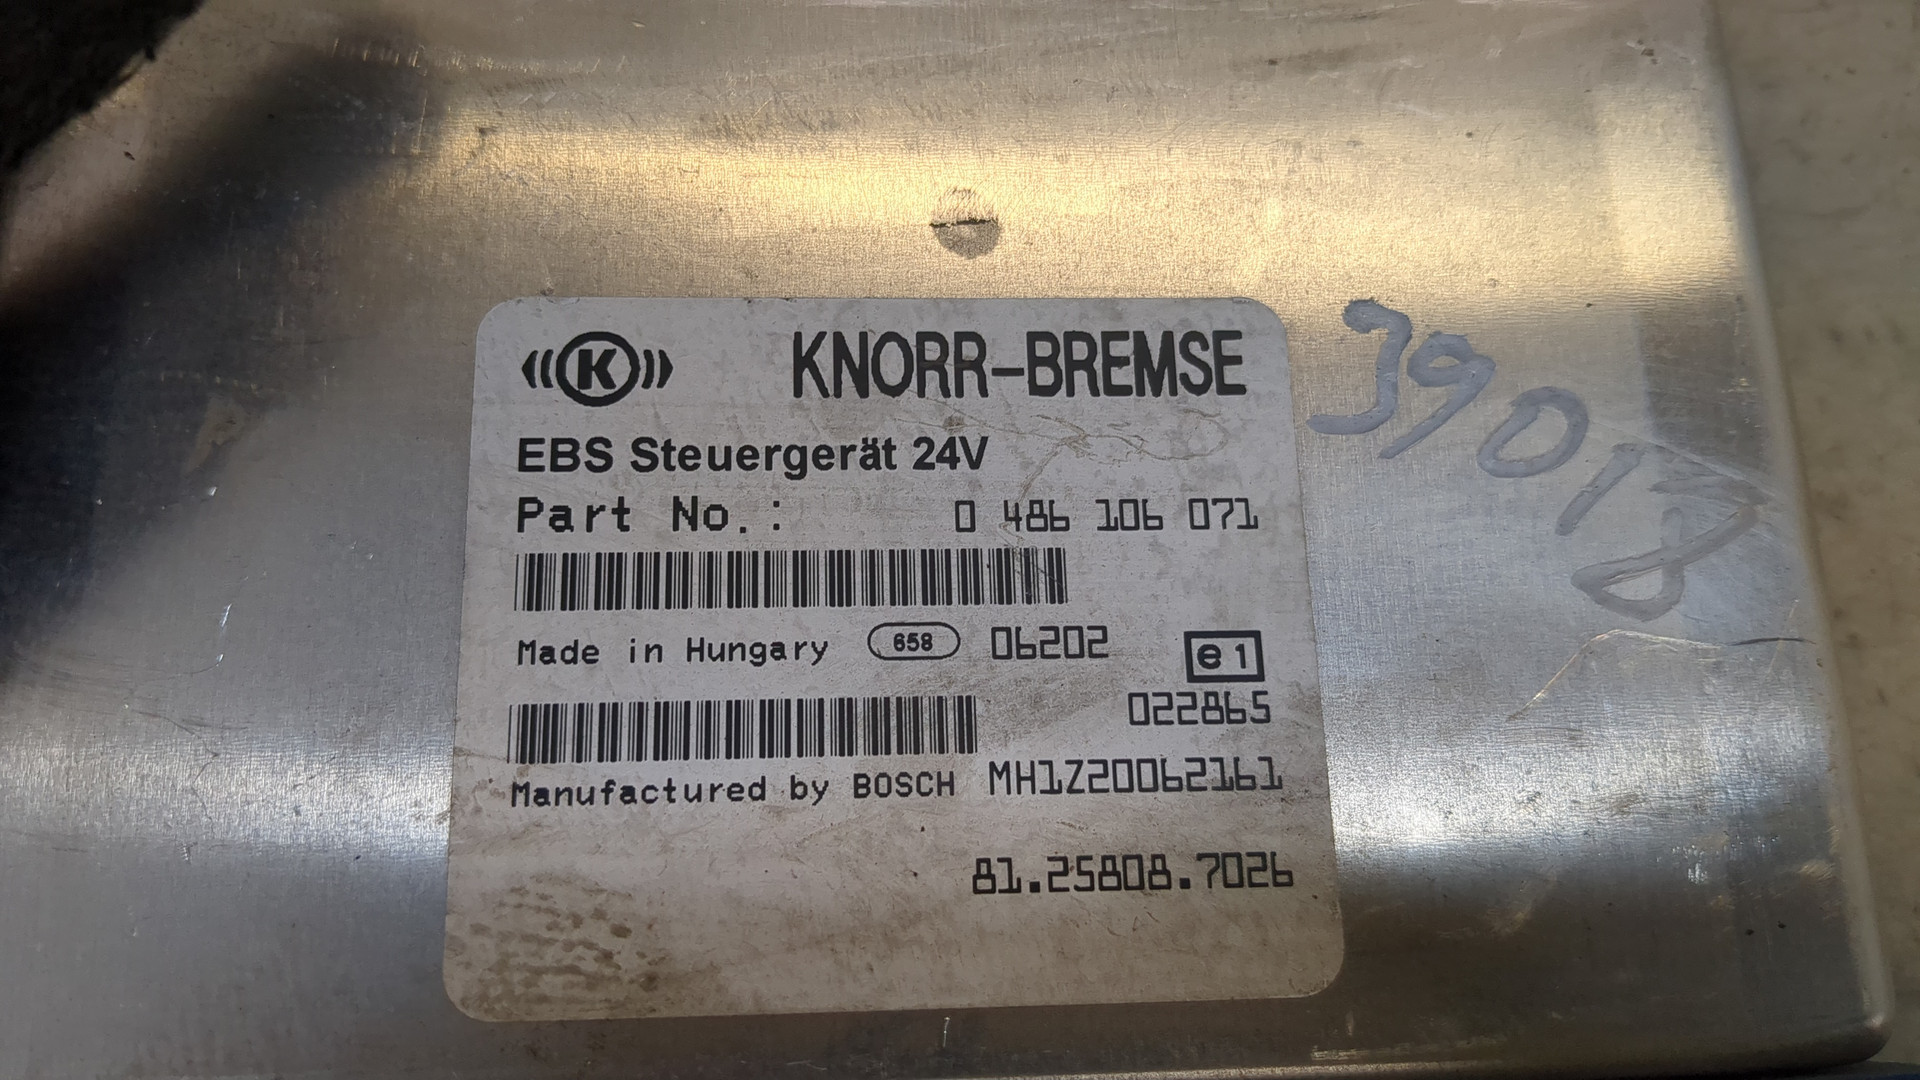 K KNORR-BREMSE
EBS Steuergerät 24V
Part No.: 0 486 106 071
Made in Hungary 658 06202
e1
022865
Manufactured by BOSCH MH1Z20062161
81.25808.7026
39018